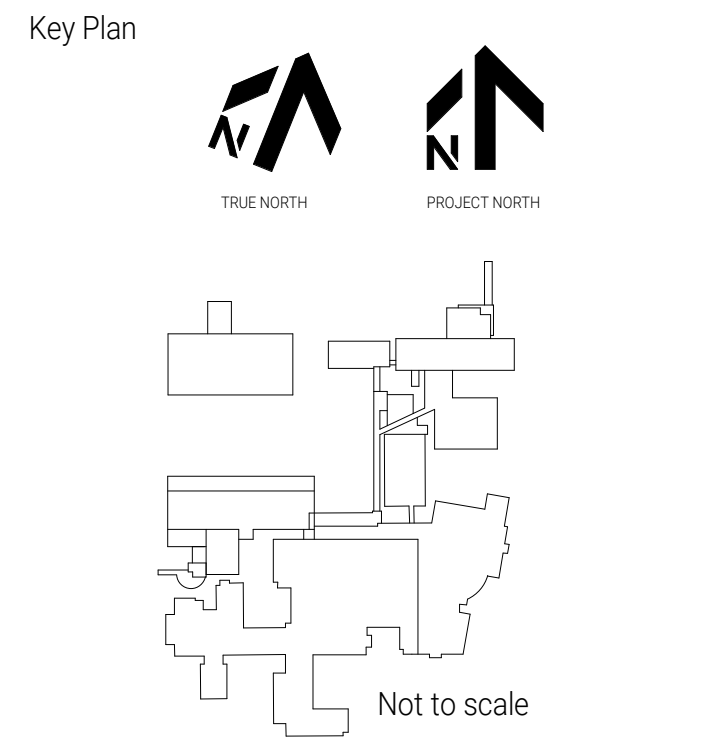 Key Plan
N
N
TRUE NORTH
PROJECT NORTH
Not to scale